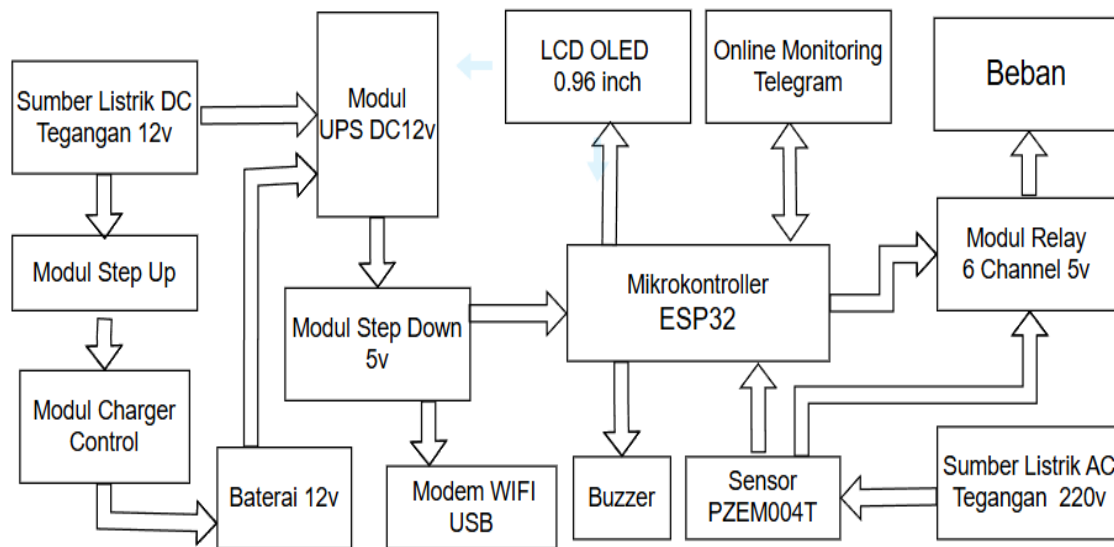 Sumber Listrik DC
Tegangan 12v
Modul
UPS DC12v
LCD OLED
0.96 inch
Online Monitoring
Telegram
Beban
Modul Step Up
Modul Step Down
5v
Mikrokontroller
ESP32
Modul Relay
6 Channel 5v
Modul Charger
Control
Baterai 12v
Modem WIFI
USB
Buzzer
Sensor
PZEM004T
Sumber Listrik AC
Tegangan 220v